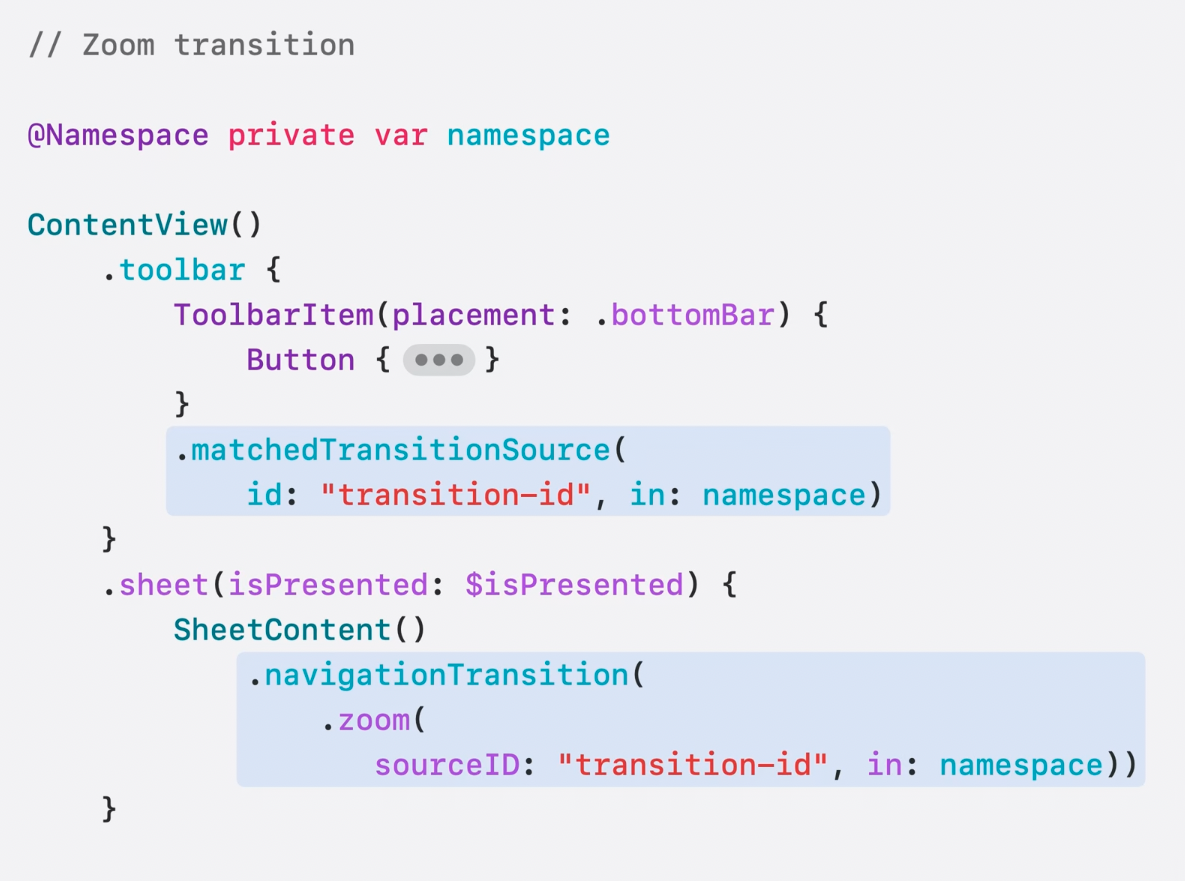 // Zoom transition
@Namespace private var namespace
ContentView()
.toolbar {
ToolbarItem(placement: .bottomBar) {
Button { ••• }
}
.matchedTransitionSource(
id: "transition-id", in: namespace)
}
.sheet(isPresented: $isPresented) {
SheetContent()
.navigationTransition(
.zoom(
sourceID: "transition-id", in: namespace))
}